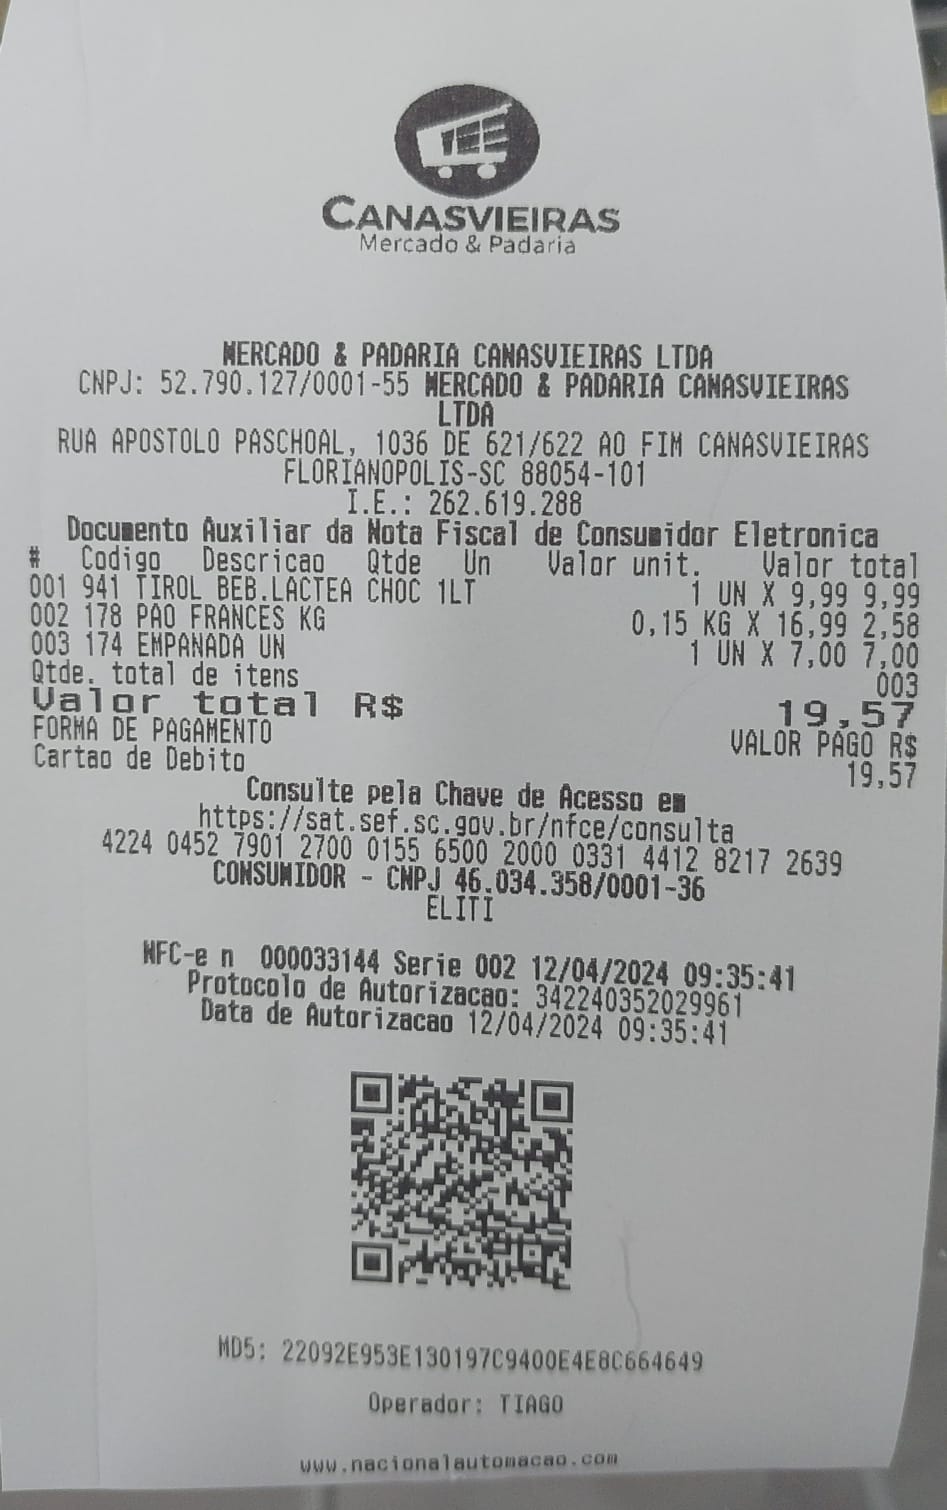 CANASVIEIRAS
Mercado & Padaria
MERCADO & PADARIA CANASVIEIRAS LTDA
CNPJ: 52.790.127/0001-55 MERCADO & PADARIA CANASVIEIRAS
LTDA
RUA APOSTOLO PASCHOAL, 1036 DE 621/622 AO FIM CANASVIEIRAS
FLORIANOPOLIS-SC 88054-101
I.E.: 262.619.288
Documento Auxiliar da Nota Fiscal de Consumidor Eletronica
# Codigo Descricao Qtde Un Valor unit. Valor total
001 941 TIROL BEB.LACTEA CHOC 1LT 1 UN X 9,99 9,99
002 178 PAO FRANCES KG 0,15 KG X 16,99 2,58
003 174 EMPANADA UN 1 UN X 7,00 7,00
Qtde. total de itens 003
Valor total R$ 19,57
FORMA DE PAGAMENTO VALOR PAGO R$
Cartao de Debito 19,57
Consulte pela Chave de Acesso em
https://sat.sef.sc.gov.br/nfce/consulta
4224 0452 7901 2700 0155 6500 2000 0331 4412 8217 2639
CONSUMIDOR - CNPJ 46.034.358/0001-36
ELITI
NFC-e n 000033144 Serie 002 12/04/2024 09:35:41
Protocolo de Autorizacao: 342240352029961
Data de Autorizacao 12/04/2024 09:35:41
MD5: 22092E953E130197C9400E4E8C664649
Operador: TIAGO
www.nacionalautomacao.com